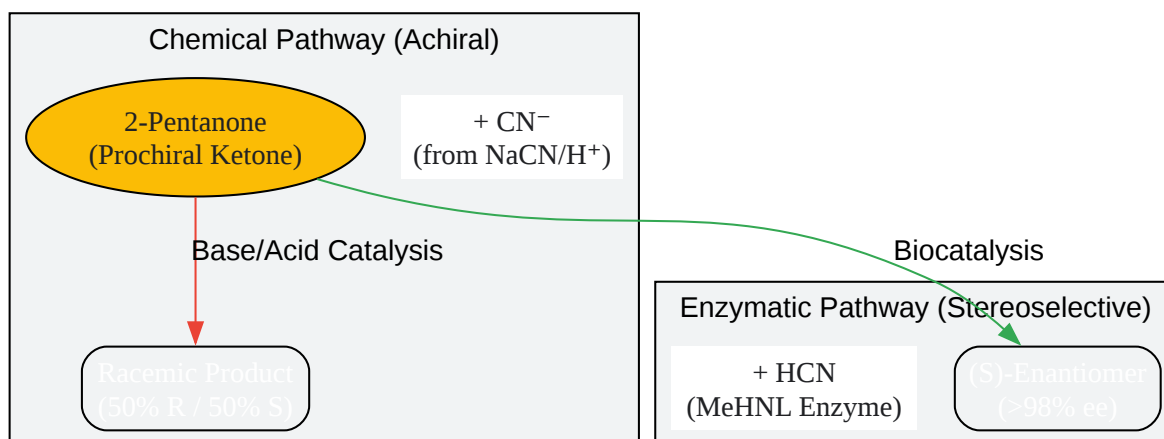 Chemical Pathway (Achiral)
2-Pentanone
(Prochiral Ketone)
+ CN⁻
(from NaCN/H⁺)
Base/Acid Catalysis
Biocatalysis
Racemic Product
(50% R / 50% S)
Enzymatic Pathway (Stereoselective)
+ HCN
(MeHNL Enzyme)
(S)-Enantiomer
(>98% ee)